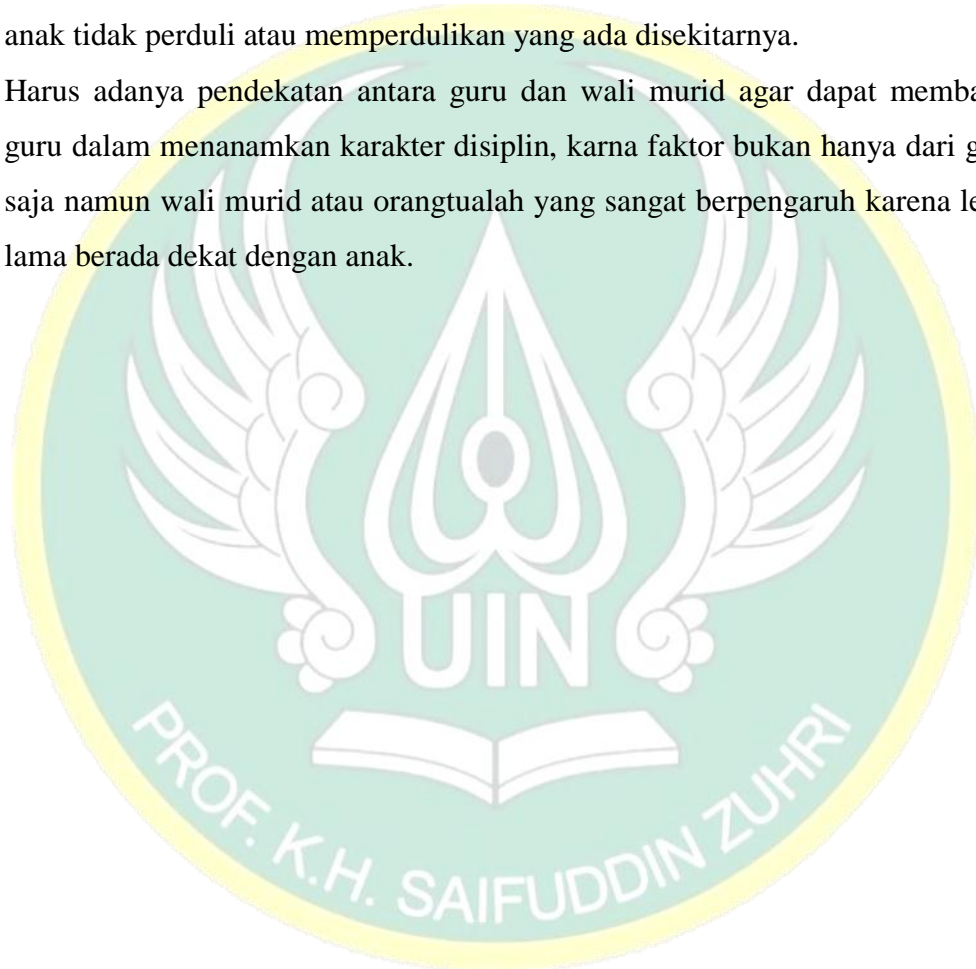 anak tidak perduli atau memperdulikan yang ada disekitarnya.
Harus adanya pendekatan antara guru dan wali murid agar dapat memba
guru dalam menanamkan karakter disiplin, karna faktor bukan hanya dari g
saja namun wali murid atau orangtualah yang sangat berpengaruh karena le
lama berada dekat dengan anak.
UIN
PROF. K.H. SAIFUDDIN ZUHRI